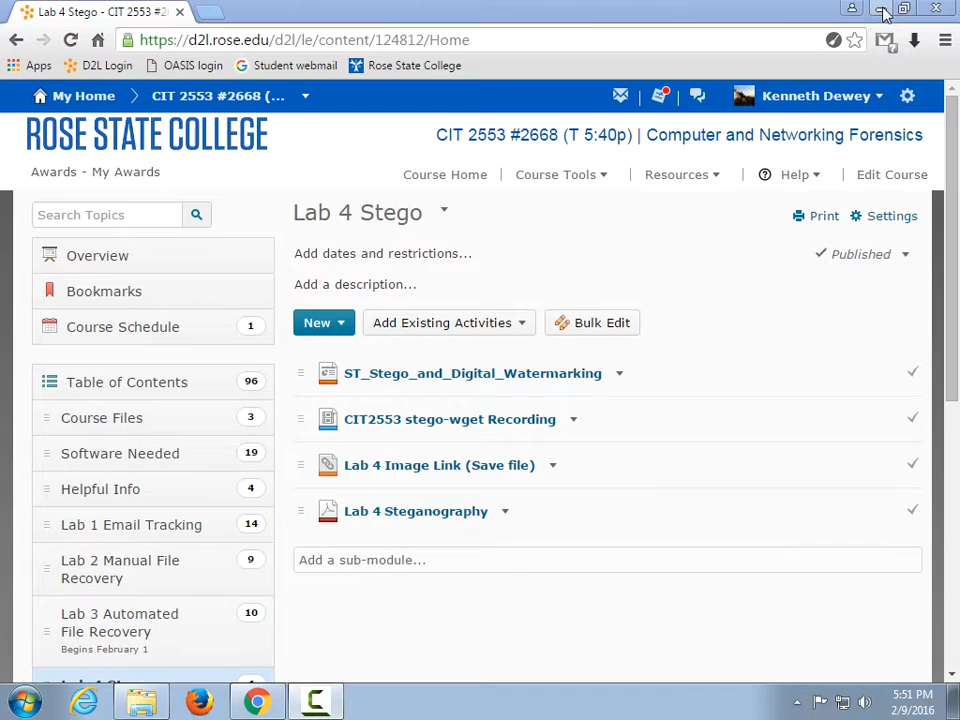 Lab 4 Stego - CIT 2553 #2
https://d2l.rose.edu/d2l/le/content/124812/Home
Apps D2L Login OASIS login Student webmail Rose State College
My Home CIT 2553 #2668 (... Kenneth Dewey
ROSE STATE COLLEGE
CIT 2553 #2668 (T 5:40p) | Computer and Networking Forensics
Awards - My Awards
Course Home Course Tools Resources Help Edit Course
Search Topics
Lab 4 Stego
Print Settings
Overview
Add dates and restrictions...
Published
Bookmarks
Add a description...
Course Schedule 1
New Add Existing Activities Bulk Edit
Table of Contents 96
ST_Stego_and_Digital_Watermarking
Course Files 3
CIT2553 stego-wget Recording
Software Needed 19
Lab 4 Image Link (Save file)
Helpful Info 4
Lab 4 Steganography
Lab 1 Email Tracking 14
Add a sub-module...
Lab 2 Manual File 9
Recovery
Lab 3 Automated 10
File Recovery
Begins February 1
5:51 PM
2/9/2016